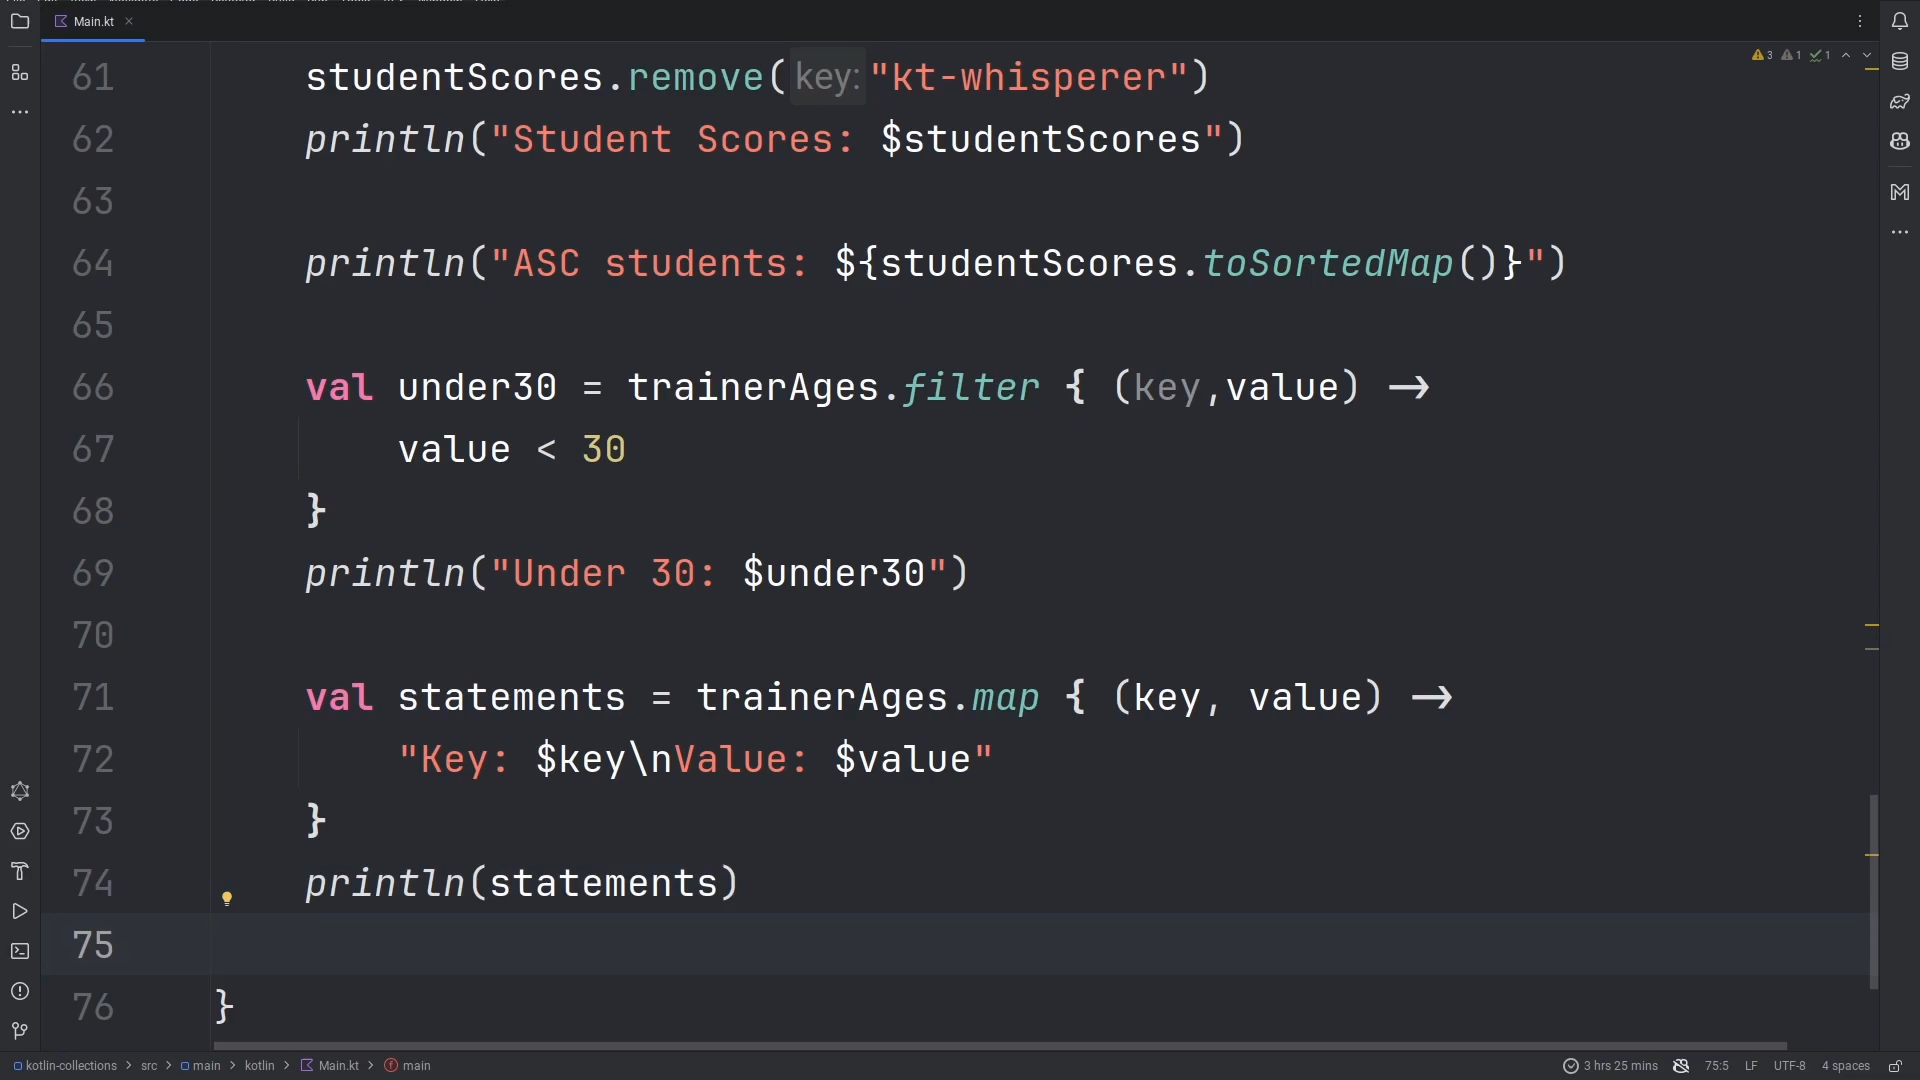 Main.kt
3 1 1
61 studentScores.remove(key:"kt-whisperer")
62 println("Student Scores: $studentScores")
63
64 println("ASC students: ${studentScores.toSortedMap()}")
65
66 val under30 = trainerAges.filter { (key,value) →
67 value < 30
68 }
69 println("Under 30: $under30")
70
71 val statements = trainerAges.map { (key, value) →
72 "Key: $key\nValue: $value"
73 }
74 println(statements)
75
76 }
kotlin-collections > src > main > kotlin > Main.kt > main 3 hrs 25 mins 75:5 LF UTF-8 4 spaces